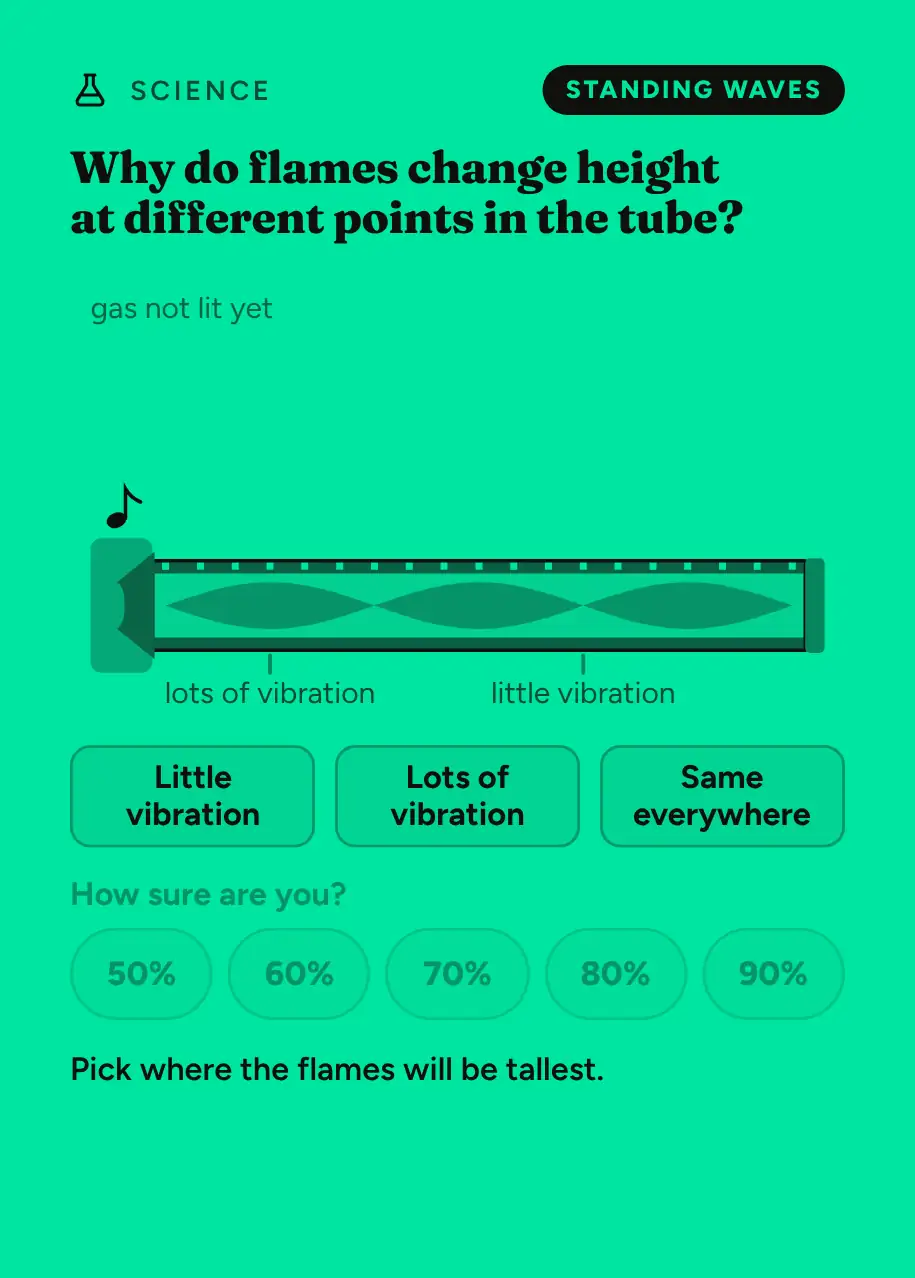 SCIENCE
STANDING WAVES
Why do flames change height
at different points in the tube?
gas not lit yet
lots of vibration
little vibration
Little
vibration
Lots of
vibration
Same
everywhere
How sure are you?
50%
60%
70%
80%
90%
Pick where the flames will be tallest.